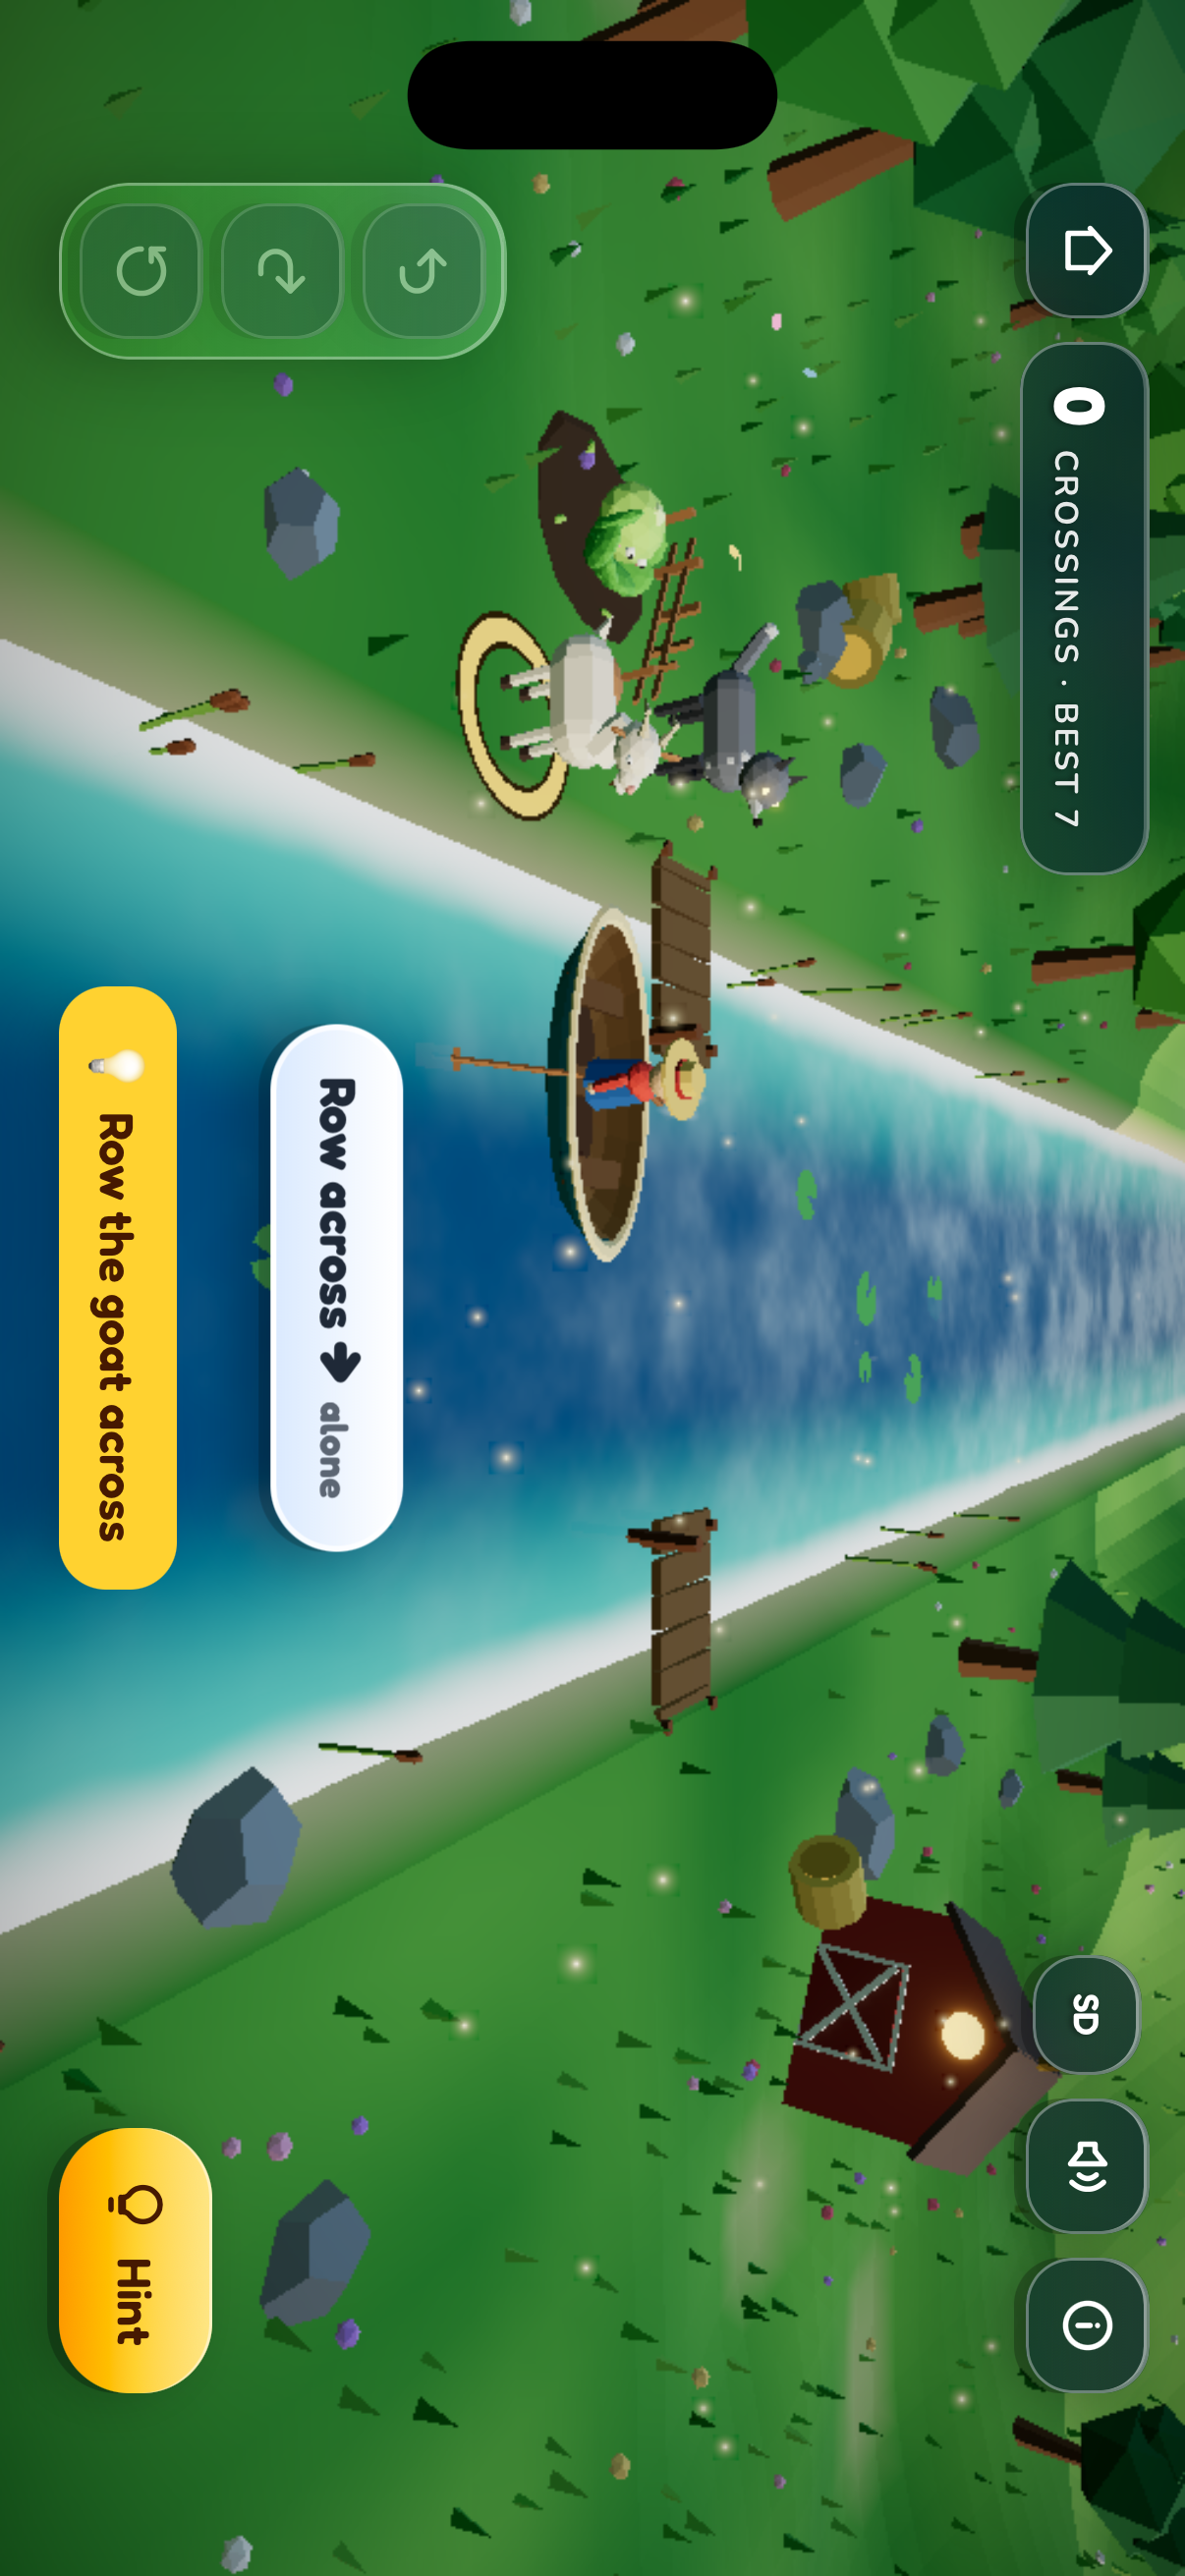 0 CROSSINGS · BEST 7
SD
Row across → alone
💡 Row the goat across
Hint